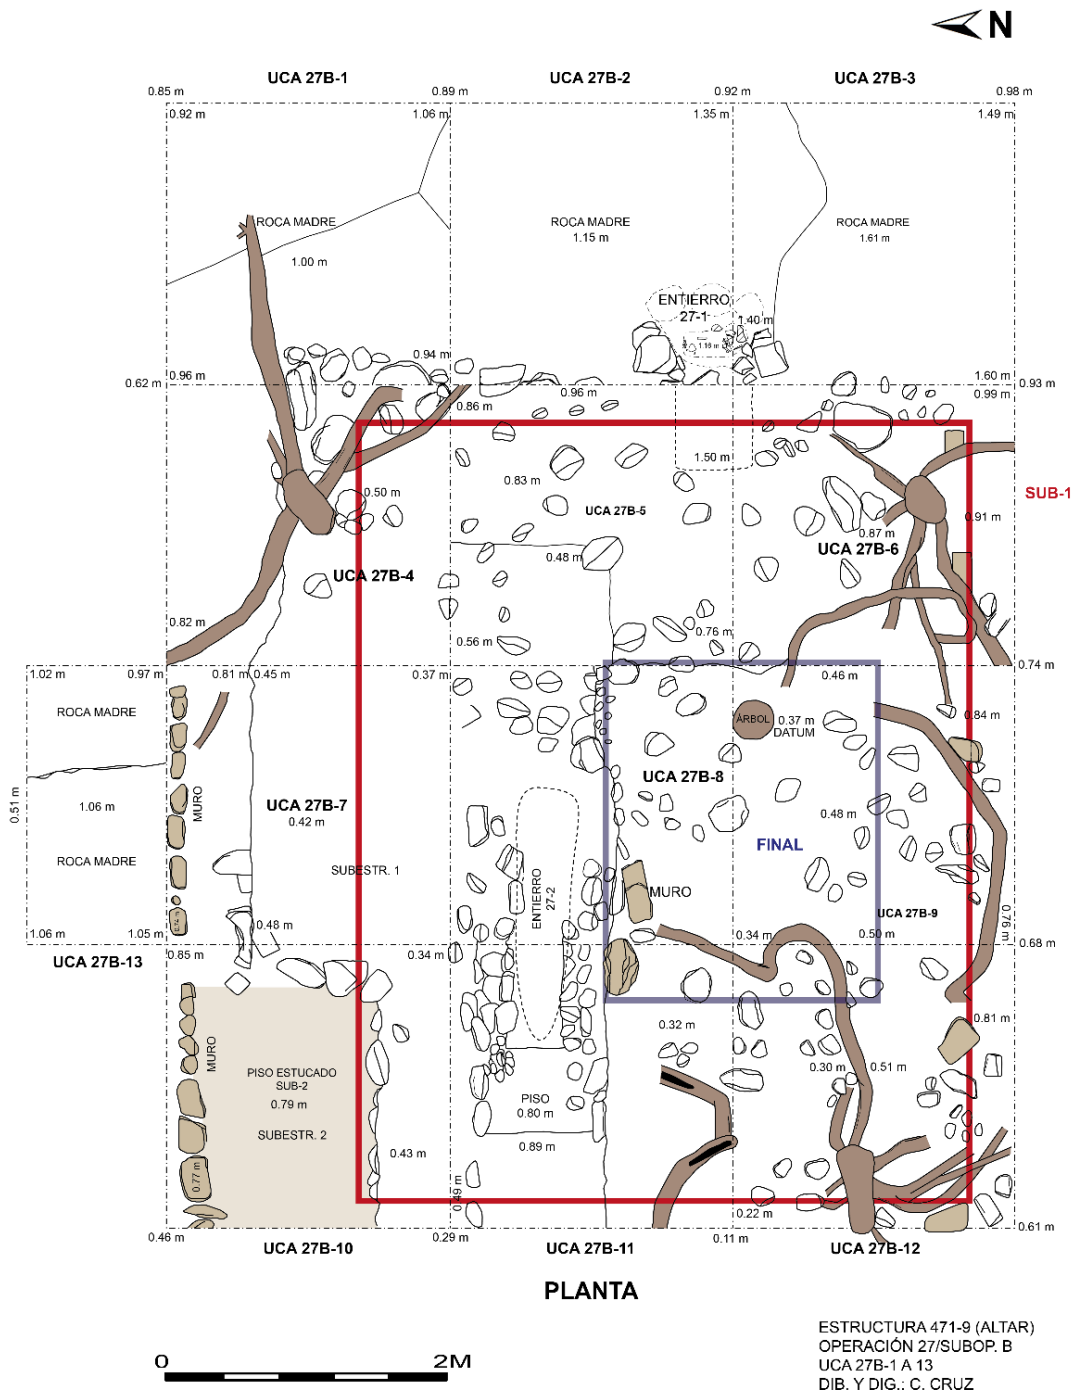 N
UCA 27B-1
UCA 27B-2
UCA 27B-3
0.85 m
0.89 m
0.92 m
0.98 m
0.92 m
1.06 m
1.35 m
1.49 m
ROCA MADRE
1.00 m
ROCA MADRE
1.15 m
ROCA MADRE
1.61 m
ENTIERRO
27-1
1.40 m
0.94 m
0.62 m
0.96 m
0.86 m
0.96 m
1.60 m
0.99 m
0.93 m
1.50 m
0.83 m
0.50 m
UCA 27B-5
SUB-1
0.91 m
0.87 m
UCA 27B-6
0.48 m
UCA 27B-4
0.82 m
0.56 m
0.76 m
1.02 m
0.97 m
0.81 m
0.45 m
0.37 m
0.46 m
0.74 m
ROCA MADRE
ÁRBOL
0.37 m
DATUM
0.84 m
UCA 27B-8
0.51 m
1.06 m
MURO
UCA 27B-7
0.42 m
0.48 m
FINAL
ROCA MADRE
SUBESTR. 1
ENTIERRO
27-2
MURO
UCA 27B-9
0.76 m
1.06 m
1.05 m
0.48 m
0.34 m
0.50 m
0.68 m
UCA 27B-13
0.85 m
0.34 m
0.81 m
0.32 m
0.43 m
MURO
PISO ESTUCADO
SUB-2
0.79 m
SUBESTR. 2
0.30 m
0.51 m
PISO
0.80 m
0.89 m
0.43 m
0.77 m
0.49 m
0.22 m
0.46 m
0.29 m
0.11 m
0.61 m
UCA 27B-10
UCA 27B-11
UCA 27B-12
PLANTA
0
2M
ESTRUCTURA 471-9 (ALTAR)
OPERACIÓN 27/SUBOP. B
UCA 27B-1 A 13
DIB. Y DIG.: C. CRUZ